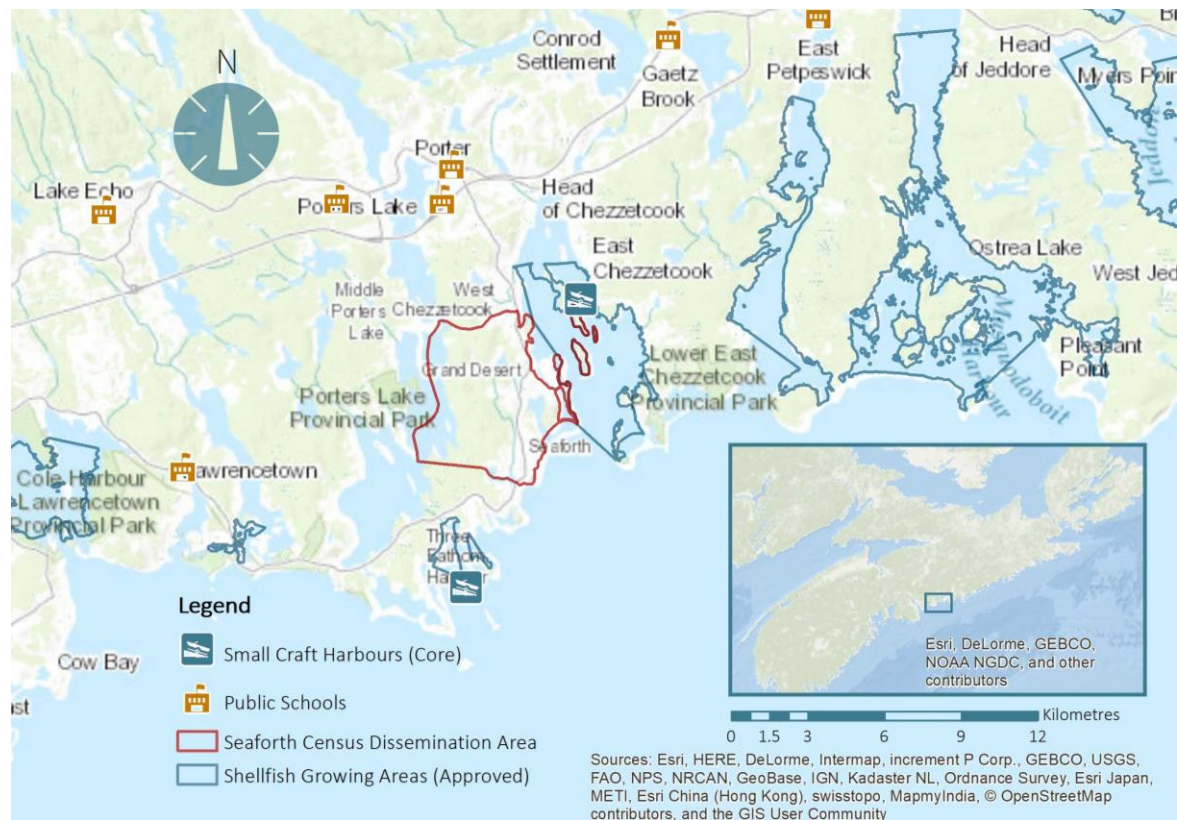 Conrod
Settlement
Gaetz
Brook
East
Petpeswick
Head
of Jeddore
Myers Point
N
Porter
Lake Echo
Porters Lake
Head
of Chezzetcook
East
Chezzetcook
Ostrea Lake
West Jed
Middle
Porters
Lake
West
Chezzetcook
Grand Desert
Lower East
Chezzetcook
Provincial Park
Pleasant
Point
Musquodoboit
Harbour
Porters Lake
Provincial Park
Seaforth
awrencetown
Cole Harbour
Lawrencetown
Provincial Park
Three
Fathom
Cow Bay
ast
Legend
Small Craft Harbours (Core)
Public Schools
Seaforth Census Dissemination Area
Shellfish Growing Areas (Approved)
Esri, DeLorme, GEBCO,
NOAA NGDC, and other
contributors
Kilometres
0 1.5 3 6 9 12
Sources: Esri, HERE, DeLorme, Intermap, increment P Corp., GEBCO, USGS,
FAO, NPS, NRCAN, GeoBase, IGN, Kadaster NL, Ordnance Survey, Esri Japan,
METI, Esri China (Hong Kong), swisstopo, MapmyIndia, © OpenStreetMap
contributors, and the GIS User Community